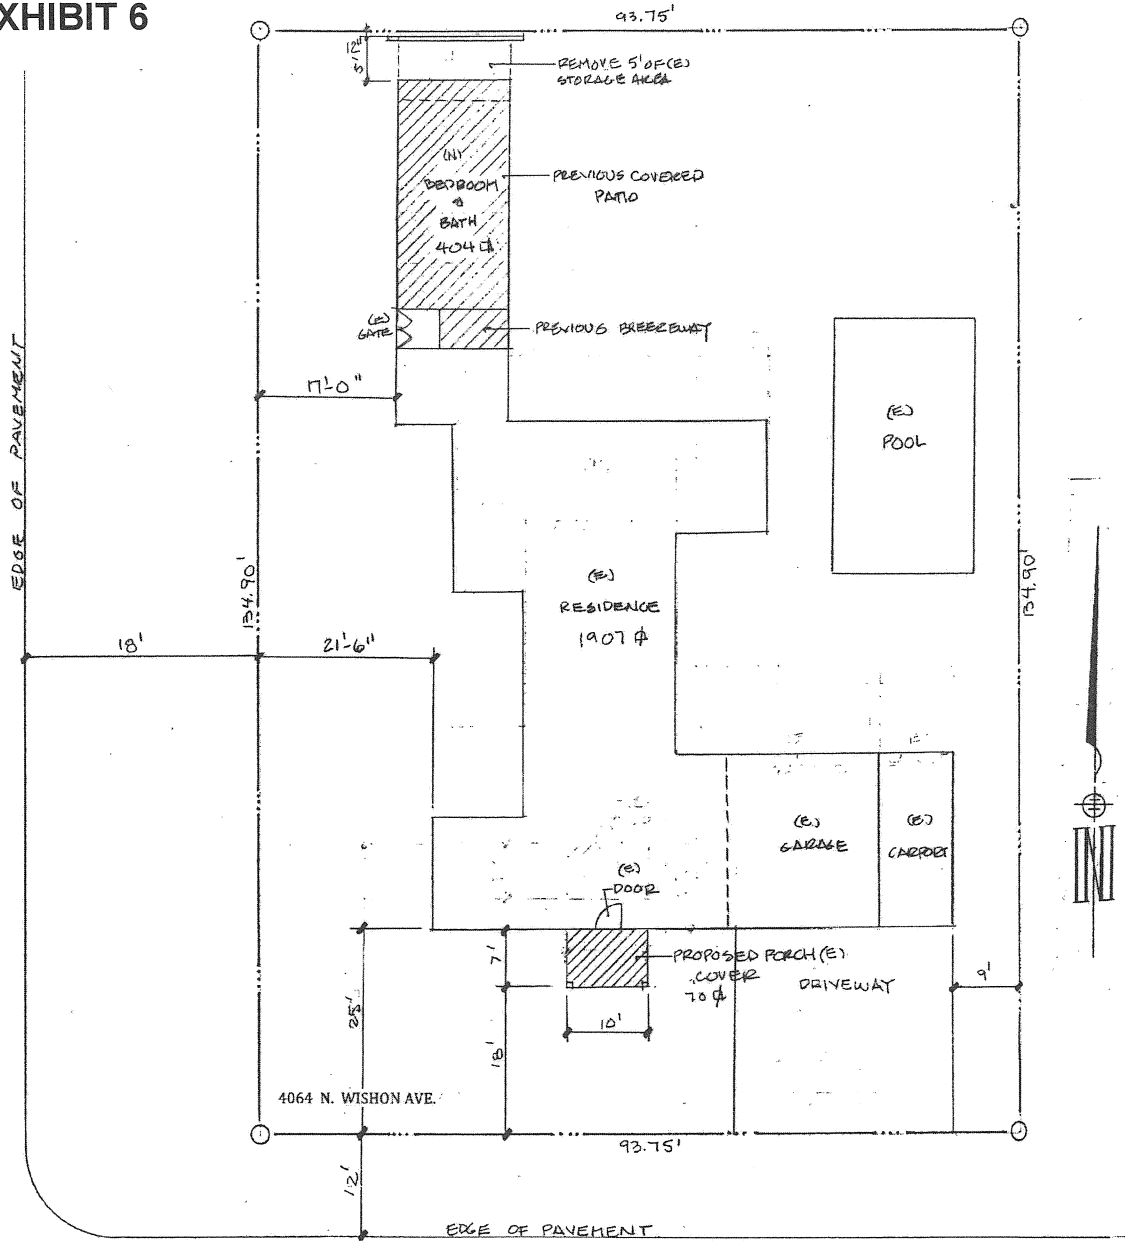 XHIBIT 6
93.75'
12"
5'
REMOVE 5' OF (E)
STORAGE AREA
(N)
BEDROOM
&
BATH
404
PREVIOUS COVERED
PATIO
(E)
GATE
PREVIOUS BREEZEWAY
17'-0"
(E)
POOL
EDGE OF PAVEMENT
134.90'
134.90'
(E)
RESIDENCE
1907
18'
21'-6"
(E)
GARAGE
(E)
CARPORT
(E)
DOOR
N
7'
PROPOSED PORCH (E)
COVER
70
DRIVEWAY
9'
25'
10'
18'
4064 N. WISHON AVE.
93.75'
12'
EDGE OF PAVEMENT